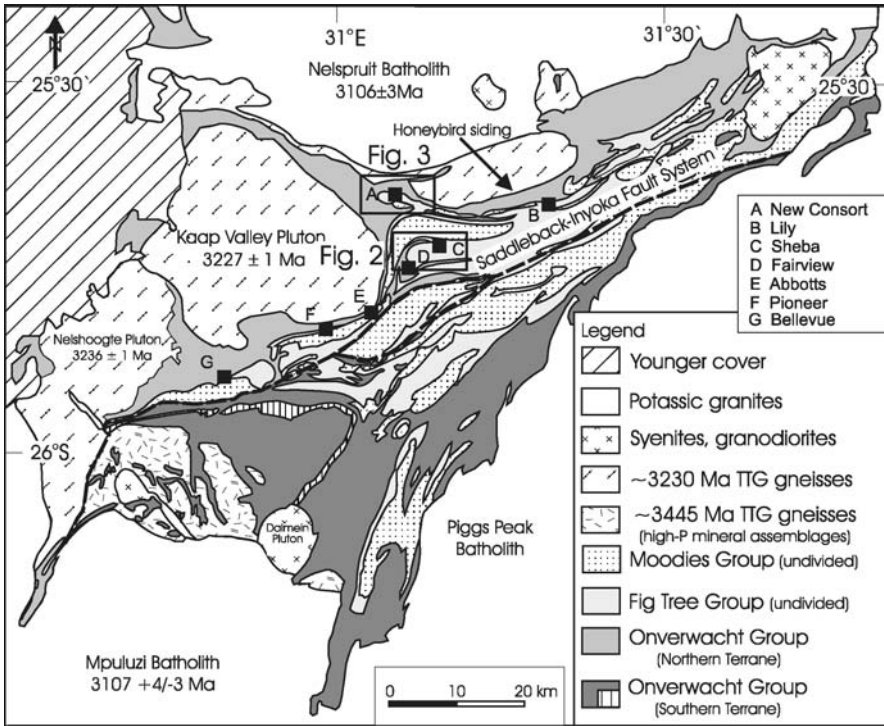 31°E
31°30
25°30`
25°30
N
Nelspruit Batholith
3106±3Ma
Honeybird siding
Fig. 3
A
B
Saddleback-Inyoka Fault System
Kaap Valley Pluton
3227 ± 1 Ma
Fig. 2
C
D
E
F
G
Nelshoogte Pluton
3236 ± 1 Ma
A New Consort
B Lily
C Sheba
D Fairview
E Abbotts
F Pioneer
G Bellevue
26°S
Dalmein
Pluton
Piggs Peak
Batholith
Mpuluzi Batholith
3107 +4/-3 Ma
0 10 20 km
Legend
Younger cover
Potassic granites
Syenites, granodiorites
~3230 Ma TTG gneisses
~3445 Ma TTG gneisses
(high-P mineral assemblages)
Moodies Group (undivided)
Fig Tree Group (undivided)
Onverwacht Group
(Northern Terrane)
Onverwacht Group
(Southern Terrane)